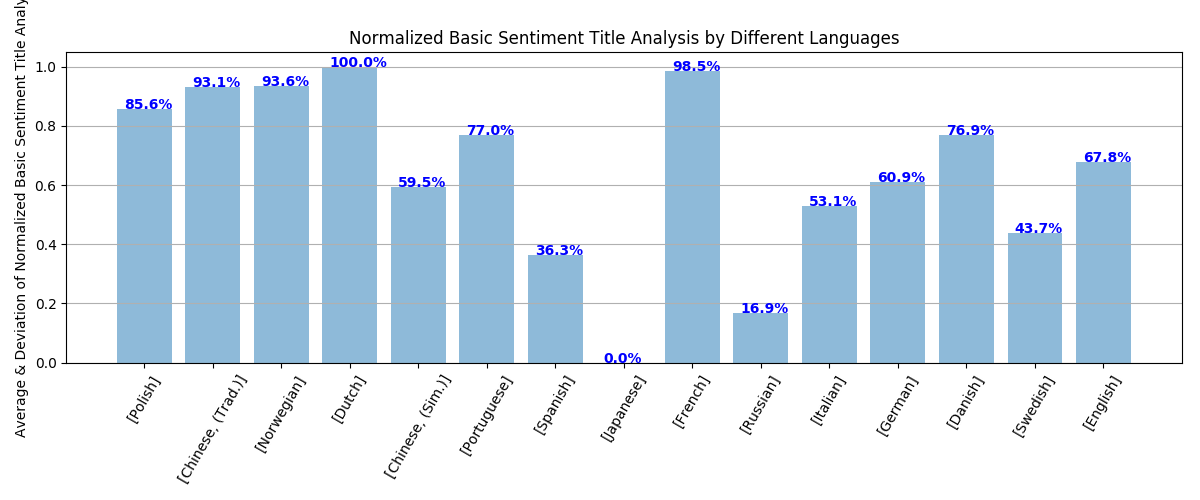 Normalized Basic Sentiment Title Analysis by Different Languages
Average & Deviation of Normalized Basic Sentiment Title
1.0
0.8
0.6
0.4
0.2
0.0
85.6%
93.1%
93.6%
100.0%
59.5%
77.0%
36.3%
0.0%
98.5%
16.9%
53.1%
60.9%
76.9%
43.7%
67.8%
[Polish]
[Chinese, (Trad.)]
[Norwegian]
[Dutch]
[Chinese, (Sim.)]
[Portuguese]
[Spanish]
[Japanese]
[French]
[Russian]
[Italian]
[German]
[Danish]
[Swedish]
[English]